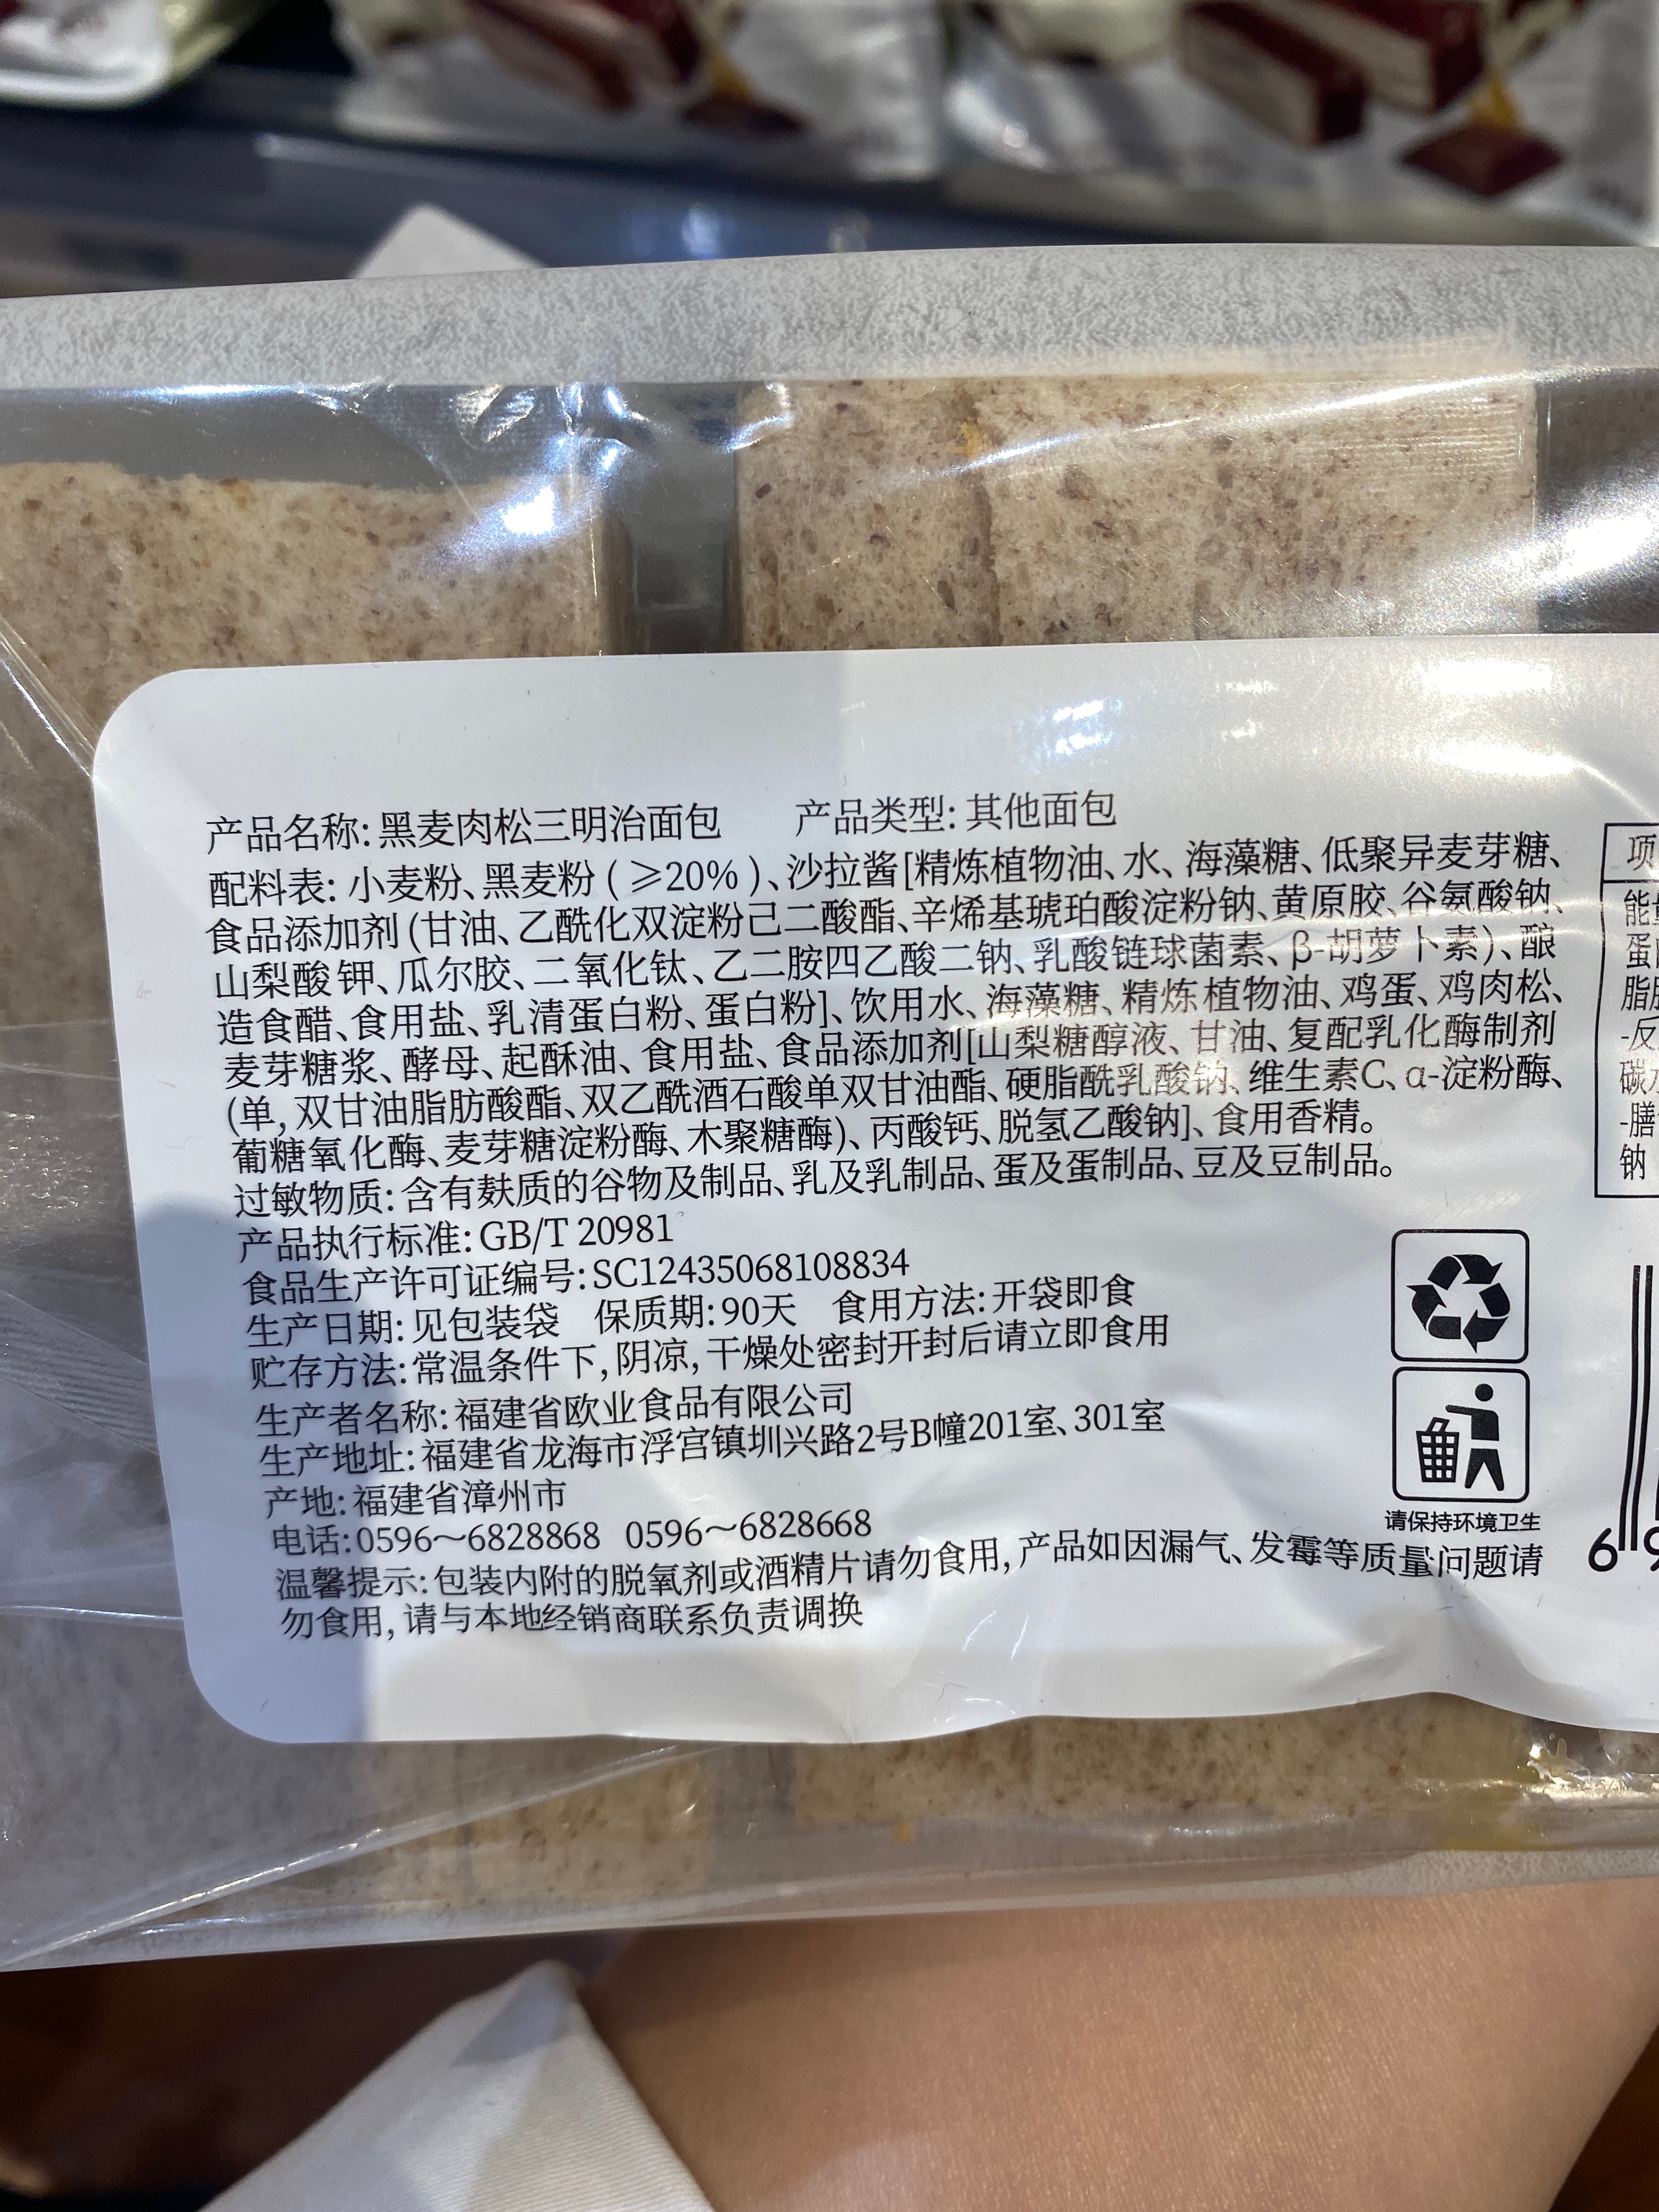 产品名称:黑麦肉松三明治面包 产品类型:其他面包
配料表:小麦粉、黑麦粉(≥20%)、沙拉酱[精炼植物油、水、海藻糖、低聚异麦芽糖、
食品添加剂(甘油、乙酰化双淀粉己二酸酯、辛烯基琥珀酸淀粉钠、黄原胶、谷氨酸钠、
山梨酸钾、瓜尔胶、二氧化钛、乙二胺四乙酸二钠、乳酸链球菌素、β-胡萝卜素)、酿
造食醋、食用盐、乳清蛋白粉、蛋白粉]、饮用水、海藻糖、精炼植物油、鸡蛋、鸡肉松、
麦芽糖浆、酵母、起酥油、食用盐、食品添加剂[山梨糖醇液、甘油、复配乳化酶制剂
(单,双甘油脂肪酸酯、双乙酰酒石酸单双甘油酯、硬脂酰乳酸钠、维生素C、α-淀粉酶、
葡糖氧化酶、麦芽糖淀粉酶、木聚糖酶)、丙酸钙、脱氢乙酸钠]、食用香精。
过敏物质:含有麸质的谷物及制品、乳及乳制品、蛋及蛋制品、豆及豆制品。
产品执行标准:GB/T 20981
食品生产许可证编号:SC12435068108834
生产日期:见包装袋 保质期:90天 食用方法:开袋即食
贮存方法:常温条件下,阴凉,干燥处密封开封后请立即食用
生产者名称:福建省欧业食品有限公司
生产地址:福建省龙海市浮宫镇圳兴路2号B幢201室、301室
产地:福建省漳州市
电话:0596～6828868 0596～6828668
温馨提示:包装内附的脱氧剂或酒精片请勿食用,产品如因漏气、发霉等质量问题请
勿食用,请与本地经销商联系负责调换
请保持环境卫生
项
能量
蛋
脂
-反
碳
-膳
钠
6 9